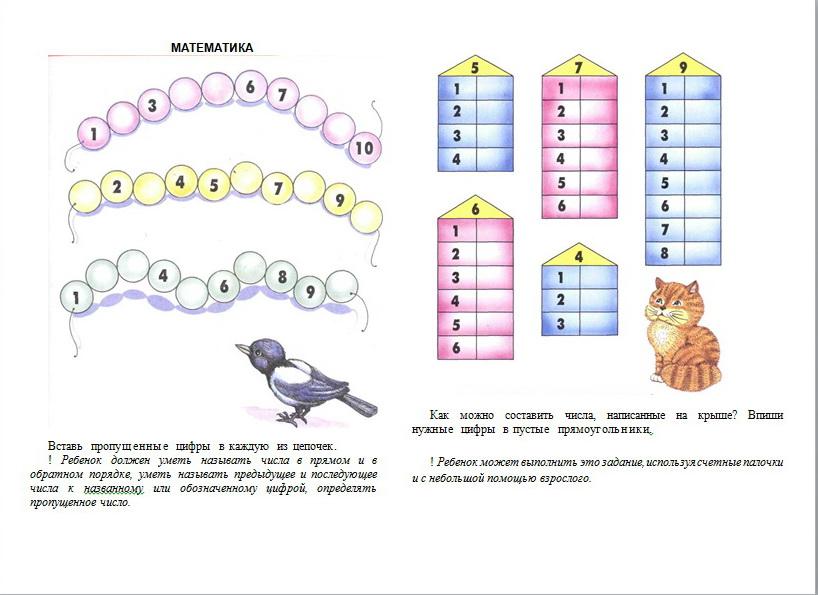 МАТЕМАТИКА
1 3 6 7 10
2 4 5 7 9
1 4 6 8 9
Вставь пропущенные цифры в каждую из цепочек.
! Ребенок должен уметь называть числа в прямом и в
обратном порядке, уметь называть предыдущее и последующее
числа к названному или обозначенному цифрой, определять
пропущенное число.
5
1
2
3
4
7
1
2
3
4
5
6
9
1
2
3
4
5
6
7
8
6
1
2
3
4
5
6
4
1
2
3
Как можно составить числа, написанные на крыше? Впиши
нужные цифры в пустые прямоугольники,
! Ребенок может выполнить это задание, используя счетные палочки
и с небольшой помощью взрослого.